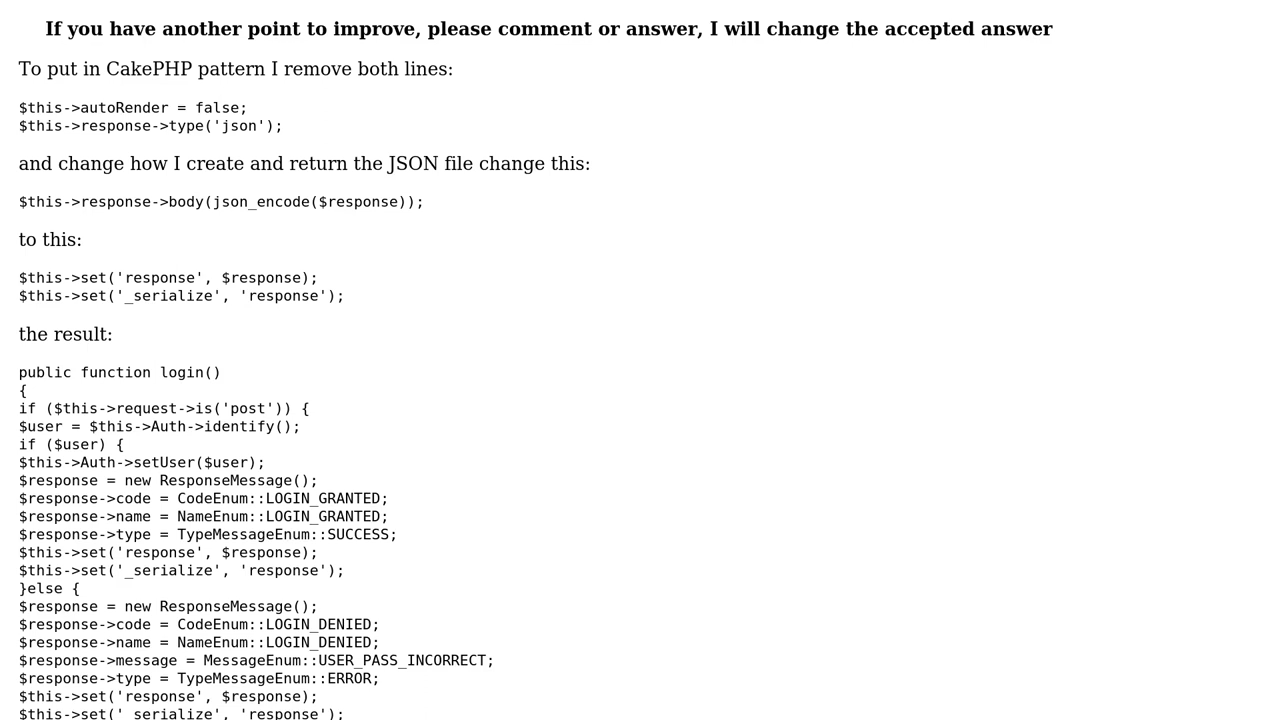 If you have another point to improve, please comment or answer, I will change the accepted answer
To put in CakePHP pattern I remove both lines:
$this->autoRender = false;
$this->response->type('json');
and change how I create and return the JSON file change this:
$this->response->body(json_encode($response));
to this:
$this->set('response', $response);
$this->set('_serialize', 'response');
the result:
public function login()
{
if ($this->request->is('post')) {
$user = $this->Auth->identify();
if ($user) {
$this->Auth->setUser($user);
$response = new ResponseMessage();
$response->code = CodeEnum::LOGIN_GRANTED;
$response->name = NameEnum::LOGIN_GRANTED;
$response->type = TypeMessageEnum::SUCCESS;
$this->set('response', $response);
$this->set('_serialize', 'response');
}else {
$response = new ResponseMessage();
$response->code = CodeEnum::LOGIN_DENIED;
$response->name = NameEnum::LOGIN_DENIED;
$response->message = MessageEnum::USER_PASS_INCORRECT;
$response->type = TypeMessageEnum::ERROR;
$this->set('response', $response);
$this->set('_serialize', 'response');